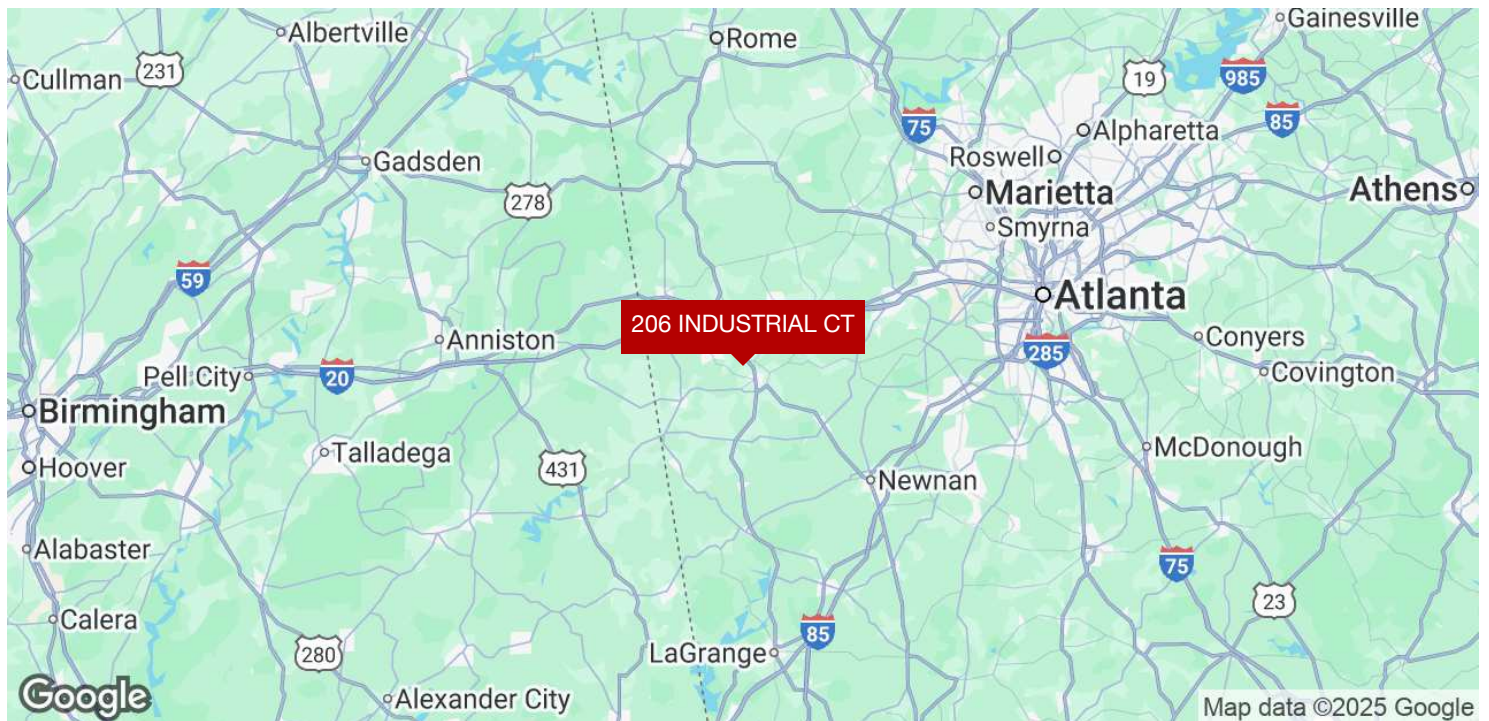 Albertville
Rome
Gainesville
Cullman
231
19
985
75
85
Alpharetta
Gadsden
Roswell
278
Marietta
Athens
Smyrna
59
Atlanta
206 INDUSTRIAL CT
Anniston
Conyers
285
Pell City
20
Covington
Birmingham
Talladega
McDonough
Hoover
431
Newnan
Alabaster
75
Calera
23
85
280
LaGrange
Alexander City
Google
Map data ©2025 Google